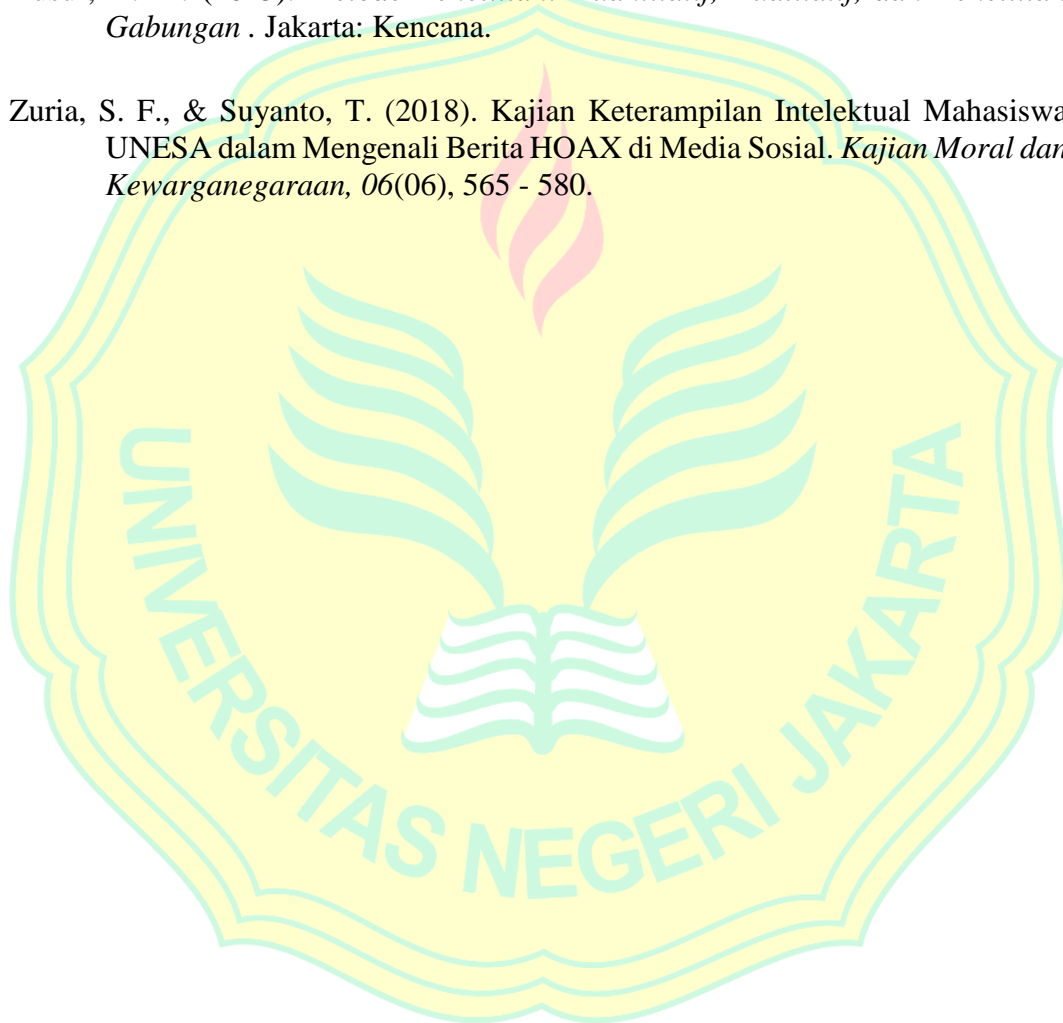 Gabungan . Jakarta: Kencana.
Zuria, S. F., & Suyanto, T. (2018). Kajian Keterampilan Intelektual Mahasiswa
UNESA dalam Mengenali Berita HOAX di Media Sosial. Kajian Moral dan
Kewarganegaraan, 06(06), 565 - 580.
UNIVERSITAS NEGERI JAKARTA